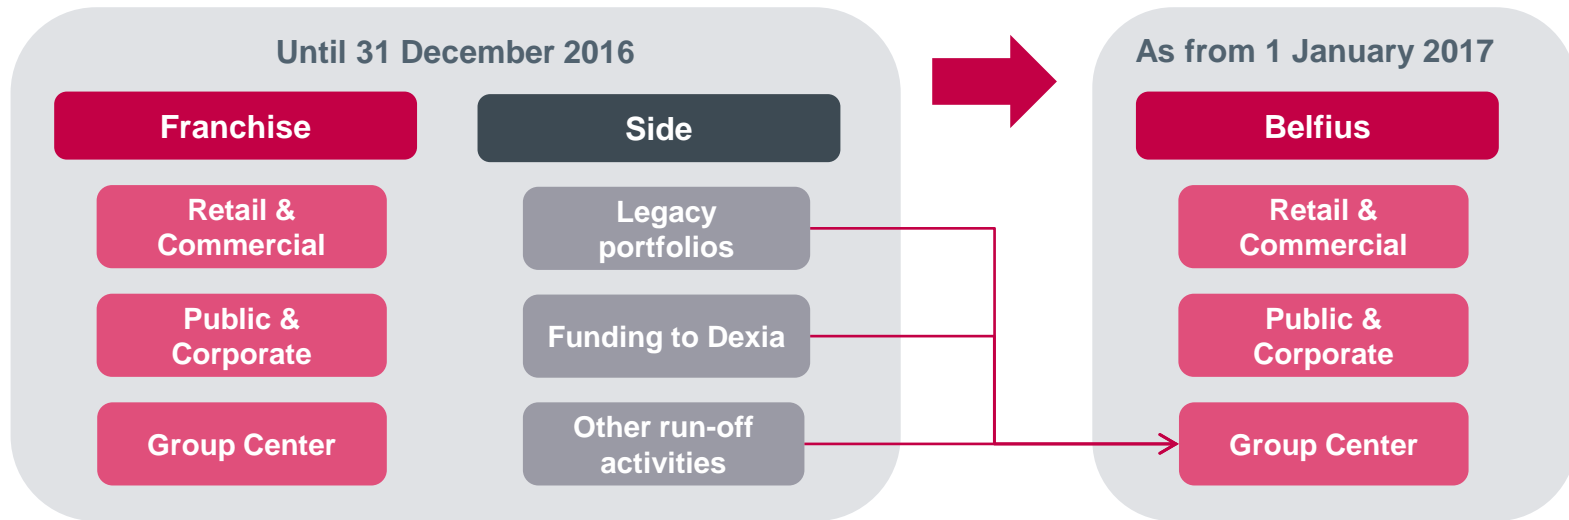 Until 31 December 2016
Franchise
Retail &
Commercial
Public &
Corporate
Group Center
Side
Legacy
portfolios
Funding to Dexia
Other run-off
activities
As from 1 January 2017
Belfius
Retail &
Commercial
Public &
Corporate
Group Center